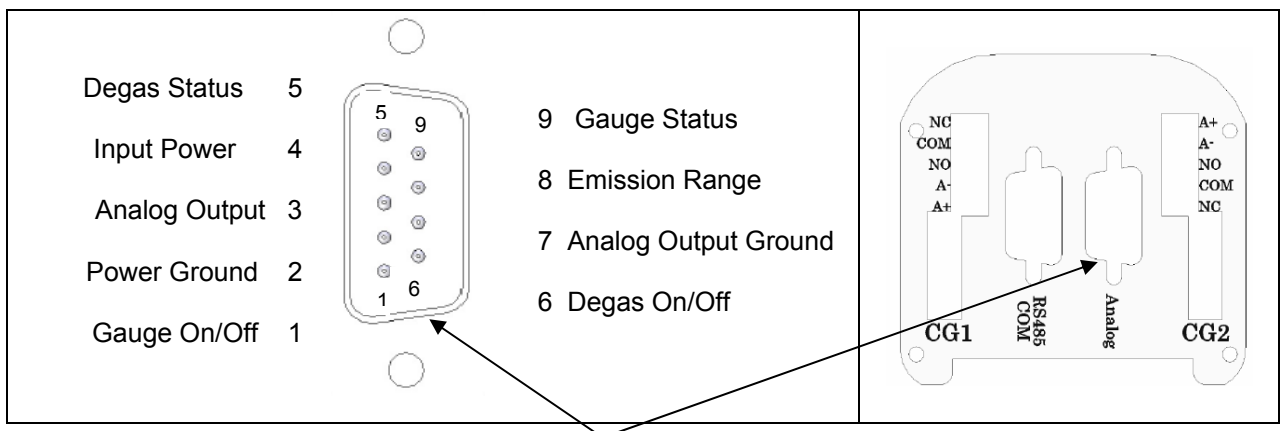 Degas Status 5
Input Power 4
Analog Output 3
Power Ground 2
Gauge On/Off 1
5
9
1
6
9 Gauge Status
8 Emission Range
7 Analog Output Ground
6 Degas On/Off
NC
COM
NO
A-
A+
CG1
RS485
COM
Analog
A+
A-
NO
COM
NC
CG2